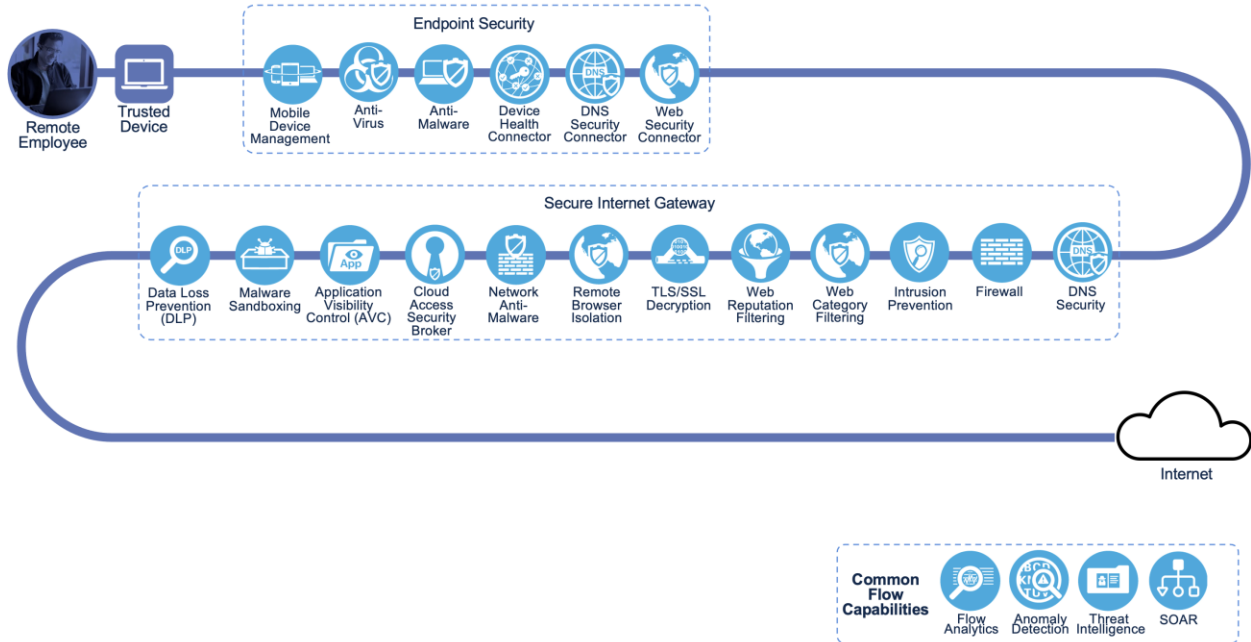 Endpoint Security
Remote
Employee
Trusted
Device
Mobile
Device
Management
Anti-
Virus
Anti-
Malware
Device
Health
Connector
DNS
DNS
Security
Connector
Web
Security
Connector
Secure Internet Gateway
DLP
Data Loss
Prevention
(DLP)
Malware
Sandboxing
App
Application
Visibility
Control (AVC)
Cloud
Access
Security
Broker
Network
Anti-
Malware
Remote
Browser
Isolation
TLS/SSL
Decryption
Web
Reputation
Filtering
Web
Category
Filtering
Intrusion
Prevention
Firewall
DNS
DNS
Security
Internet
Common
Flow
Capabilities
Flow
Analytics
Anomaly
Detection
Threat
Intelligence
SOAR